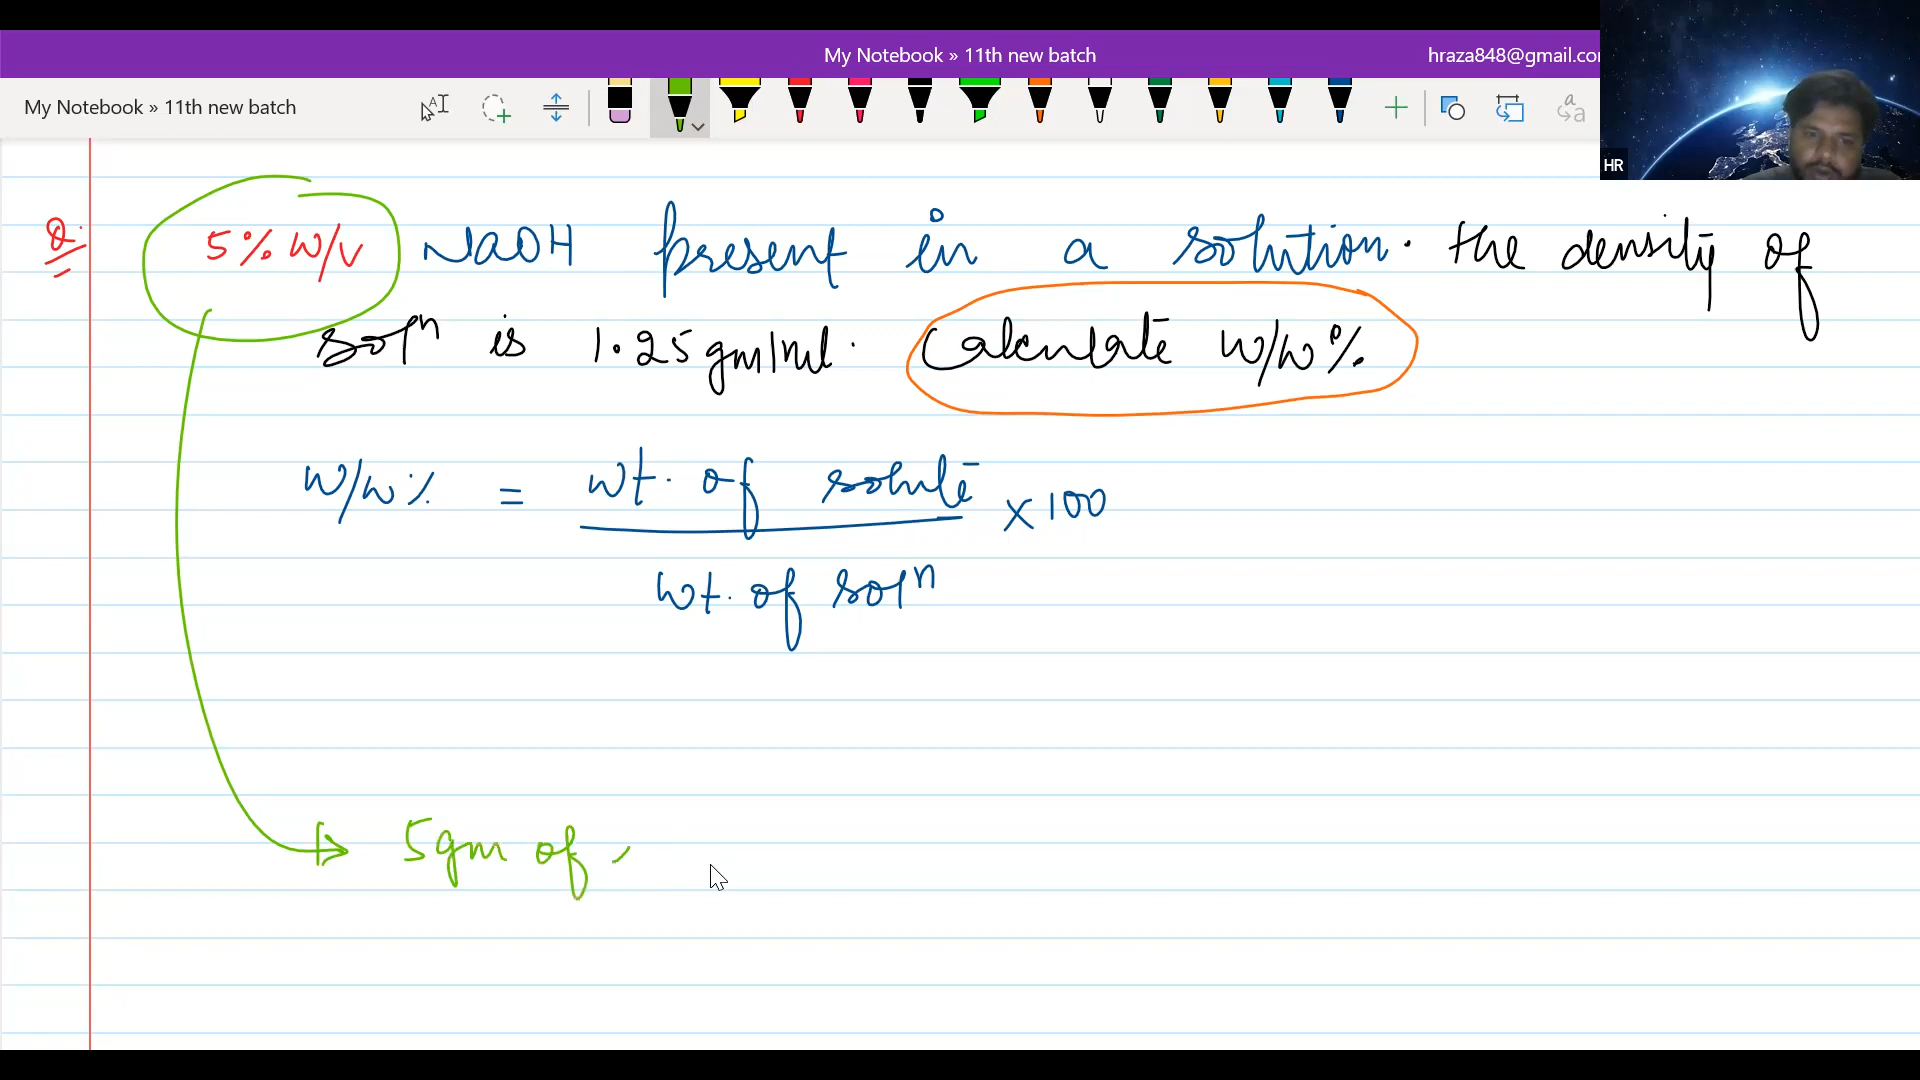 My Notebook » 11th new batch
hraza848@gmail.co
My Notebook » 11th new batch
HR
Q. 5% W/V NaOH present in a solution. the density of
solⁿ is 1.25 gm/ml. Calculate W/W%
W/W% = wt. of solute × 100
wt. of solⁿ
5gm of